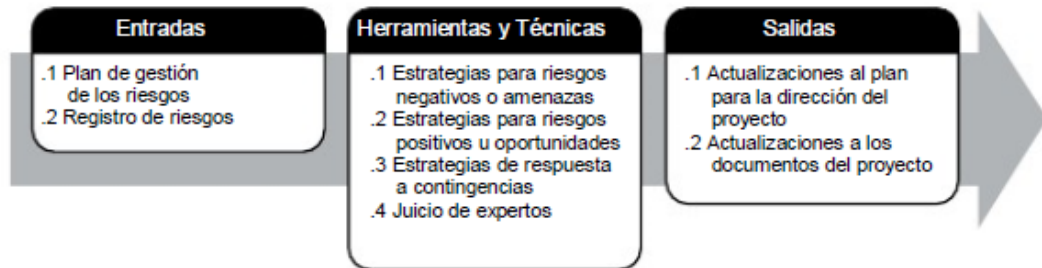 Entradas
.1 Plan de gestión
de los riesgos
.2 Registro de riesgos
Herramientas y Técnicas
.1 Estrategias para riesgos
negativos o amenazas
.2 Estrategias para riesgos
positivos u oportunidades
.3 Estrategias de respuesta
a contingencias
.4 Juicio de expertos
Salidas
.1 Actualizaciones al plan
para la dirección del
proyecto
.2 Actualizaciones a los
documentos del proyecto